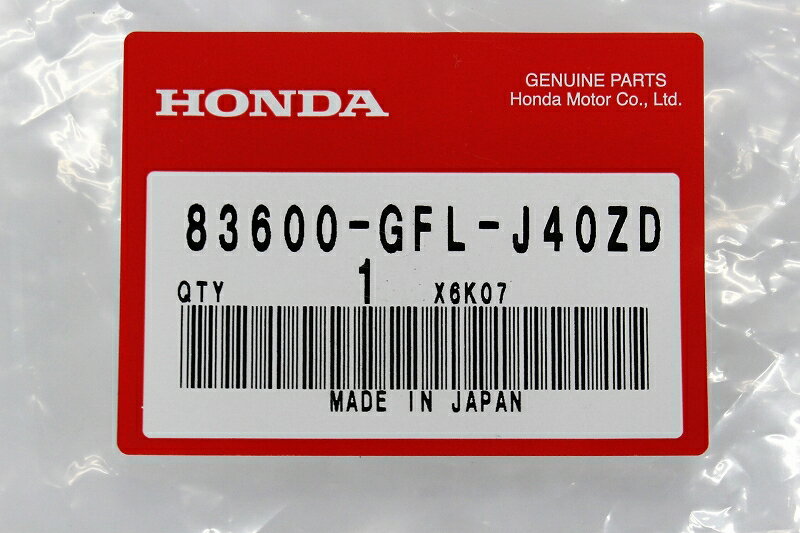 HONDA
GENUINE PARTS
Honda Motor Co., Ltd.
83600-GFL-J40ZD
QTY 1 X6K07
MADE IN JAPAN